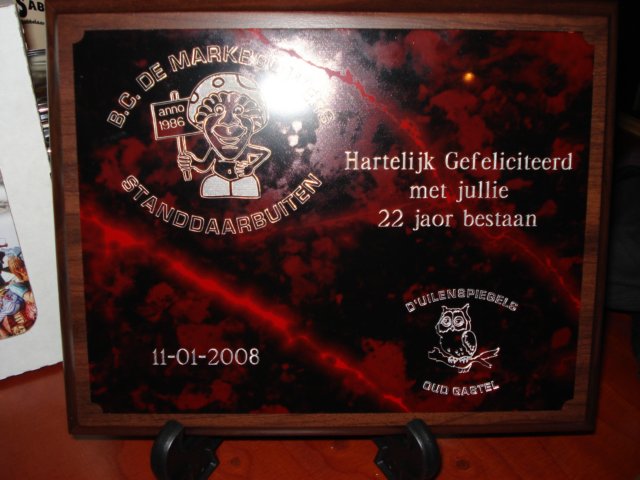 B.C. DE
anno
1986
STANDDAARBUITEN
Hartelijk Gefeliciteerd
met jullie
22 jaor bestaan
11-01-2008
D'UILENSPIEGELS
OUD GASTEL